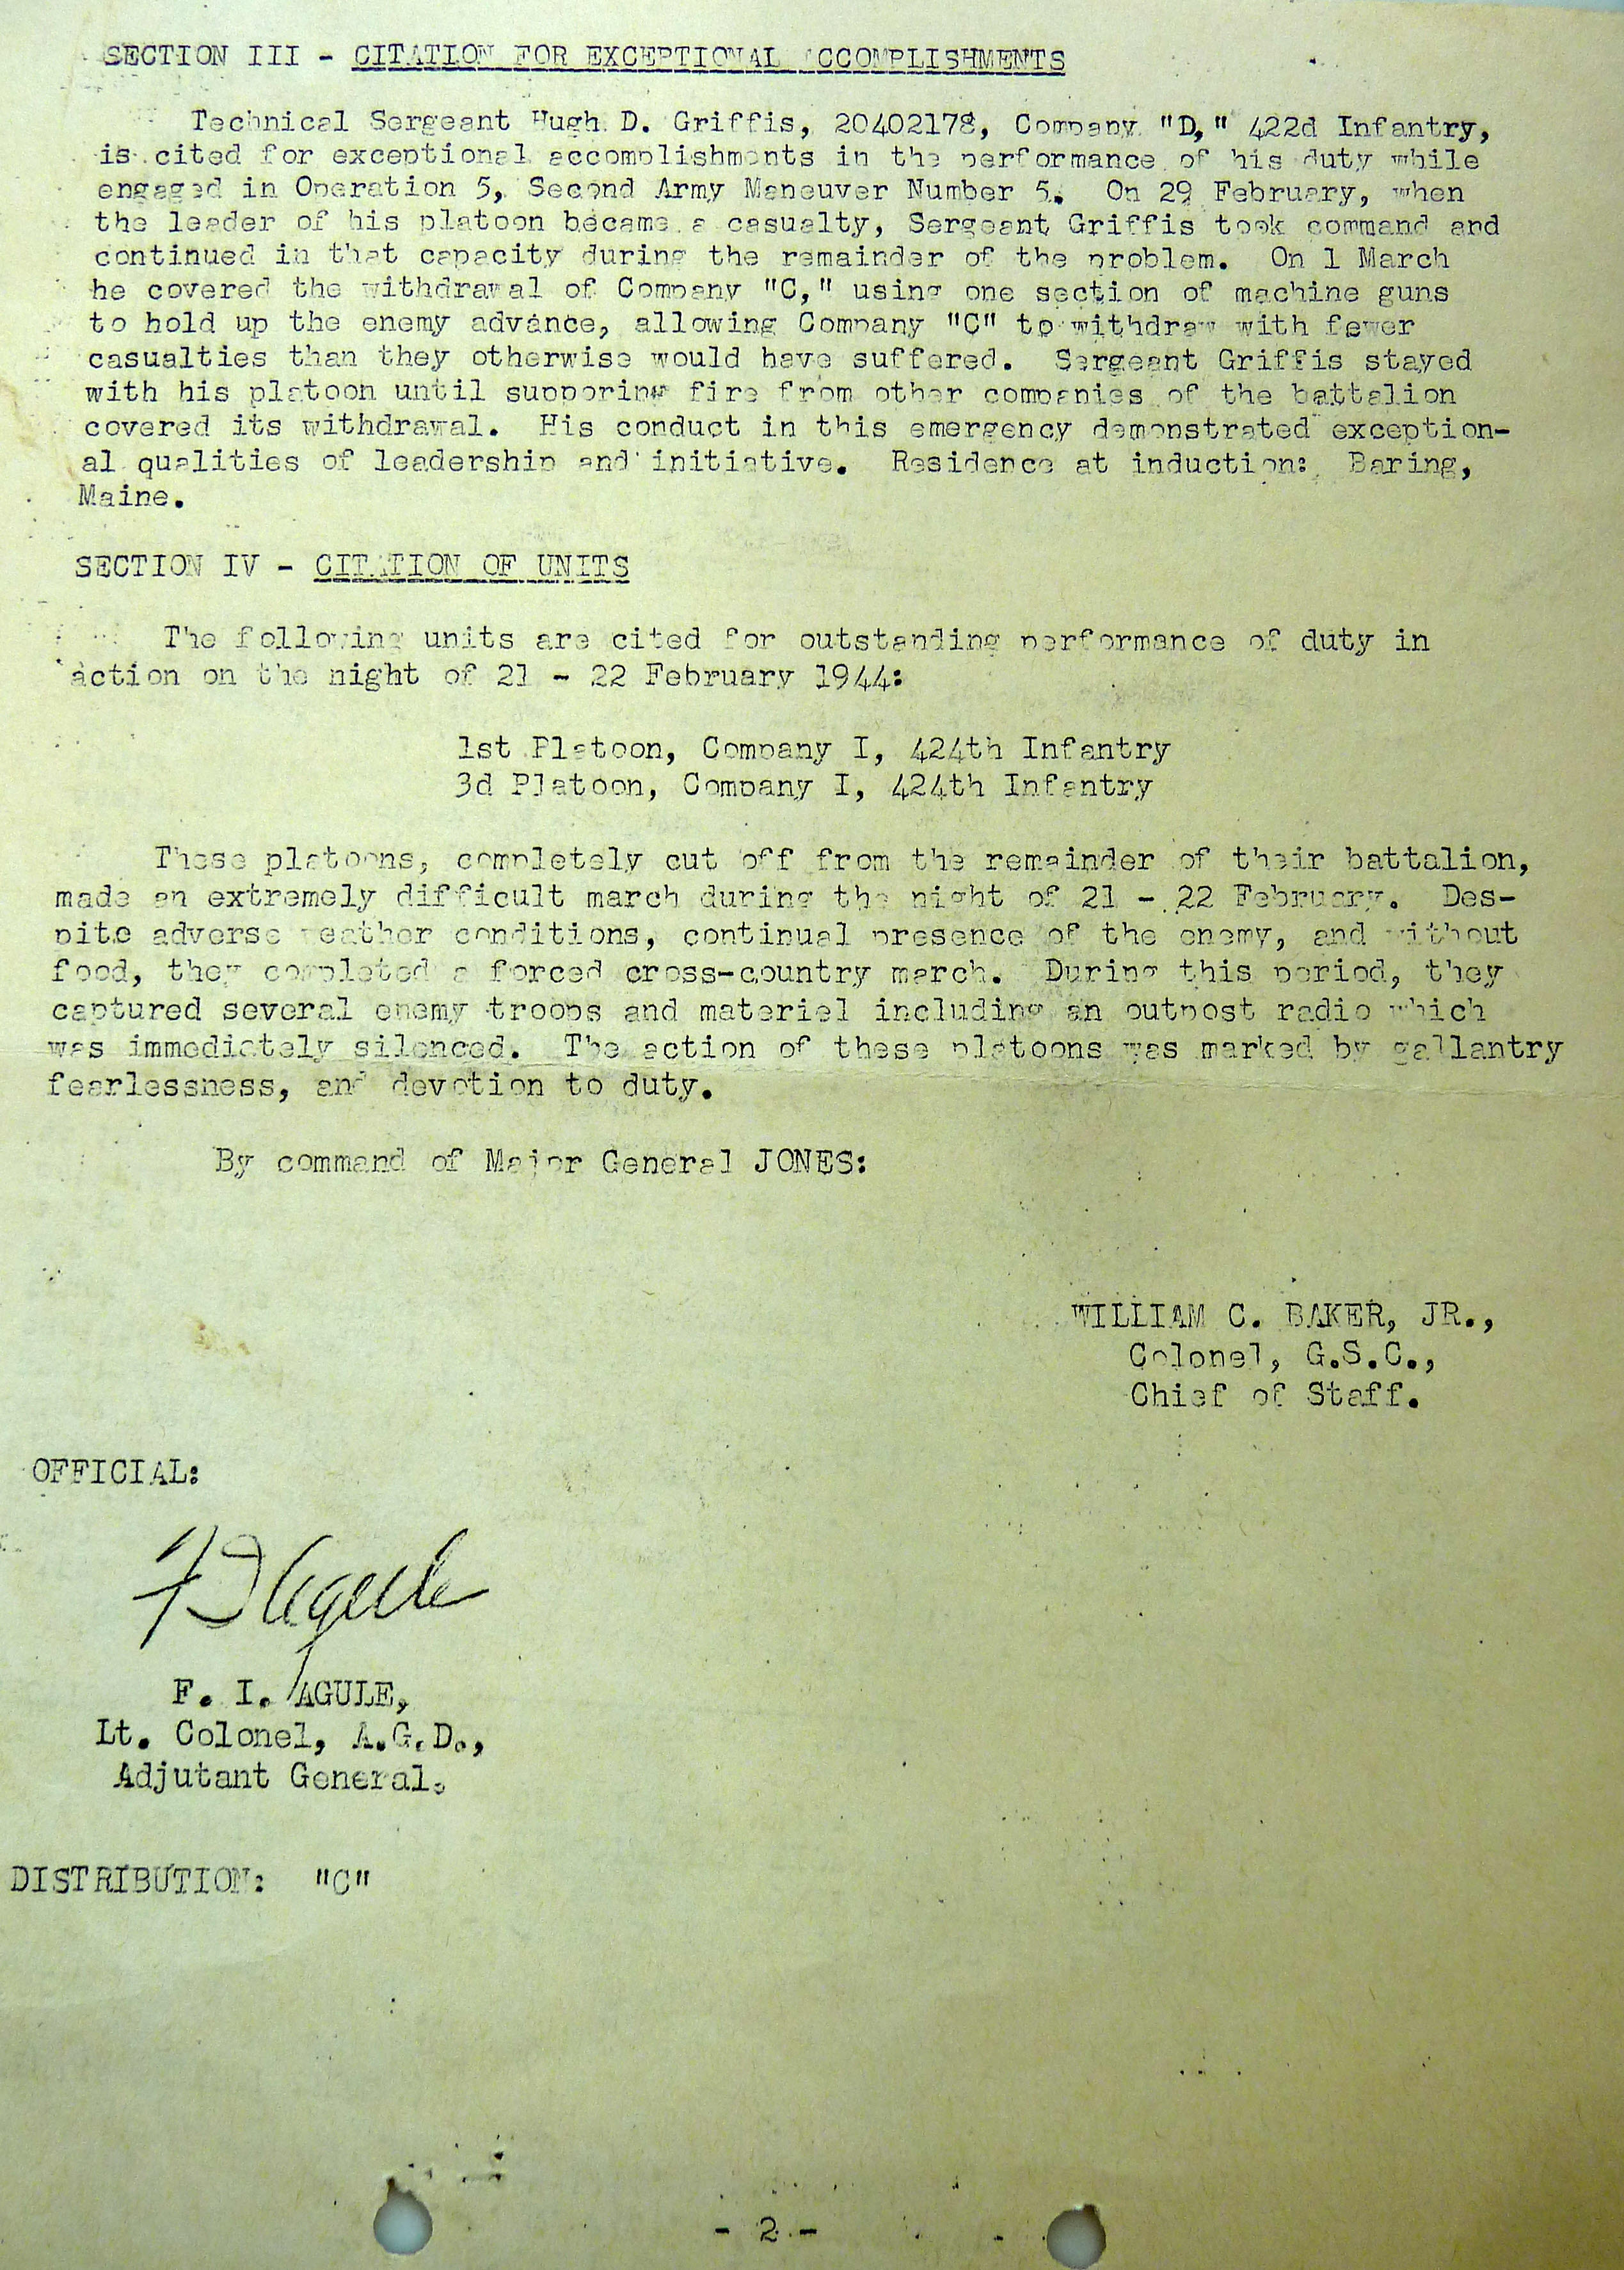 SECTION III - CITATION FOR EXCEPTIONAL ACCOMPLISHMENTS
Technical Sergeant Hugh D. Griffis, 20402178, Company "D," 422d Infantry,
is cited for exceptional accomplishments in the performance of his duty while
engaged in Operation 5, Second Army Maneuver Number 5. On 29 February, when
the leader of his platoon became a casualty, Sergeant Griffis took command and
continued in that capacity during the remainder of the problem. On 1 March
he covered the withdrawal of Company "C," using one section of machine guns
to hold up the enemy advance, allowing Company "C" to withdraw with fewer
casualties than they otherwise would have suffered. Sergeant Griffis stayed
with his platoon until supporing fire from other companies of the battalion
covered its withdrawal. His conduct in this emergency demonstrated exception-
al qualities of leadership and initiative. Residence at induction: Baring,
Maine.
SECTION IV - CITATION OF UNITS
The following units are cited for outstanding performance of duty in
action on the night of 21 - 22 February 1944:
1st Platoon, Company I, 424th Infantry
3d Platoon, Company I, 424th Infantry
These platoons, completely cut off from the remainder of their battalion,
made an extremely difficult march during the night of 21 - 22 February. Des-
pite adverse weather conditions, continual presence of the enemy, and without
food, they completed a forced cross-country march. During this period, they
captured several enemy troops and materiel including an outpost radio which
was immediately silenced. The action of these platoons was marked by gallantry
fearlessness, and devotion to duty.
By command of Major General JONES:
WILLIAM C. BAKER, JR.,
Colonel, G.S.C.,
Chief of Staff.
OFFICIAL:
F I Agule
F. I. AGULE,
Lt. Colonel, A.G.D.,
Adjutant General.
DISTRIBUTION: "C"
- 2 -